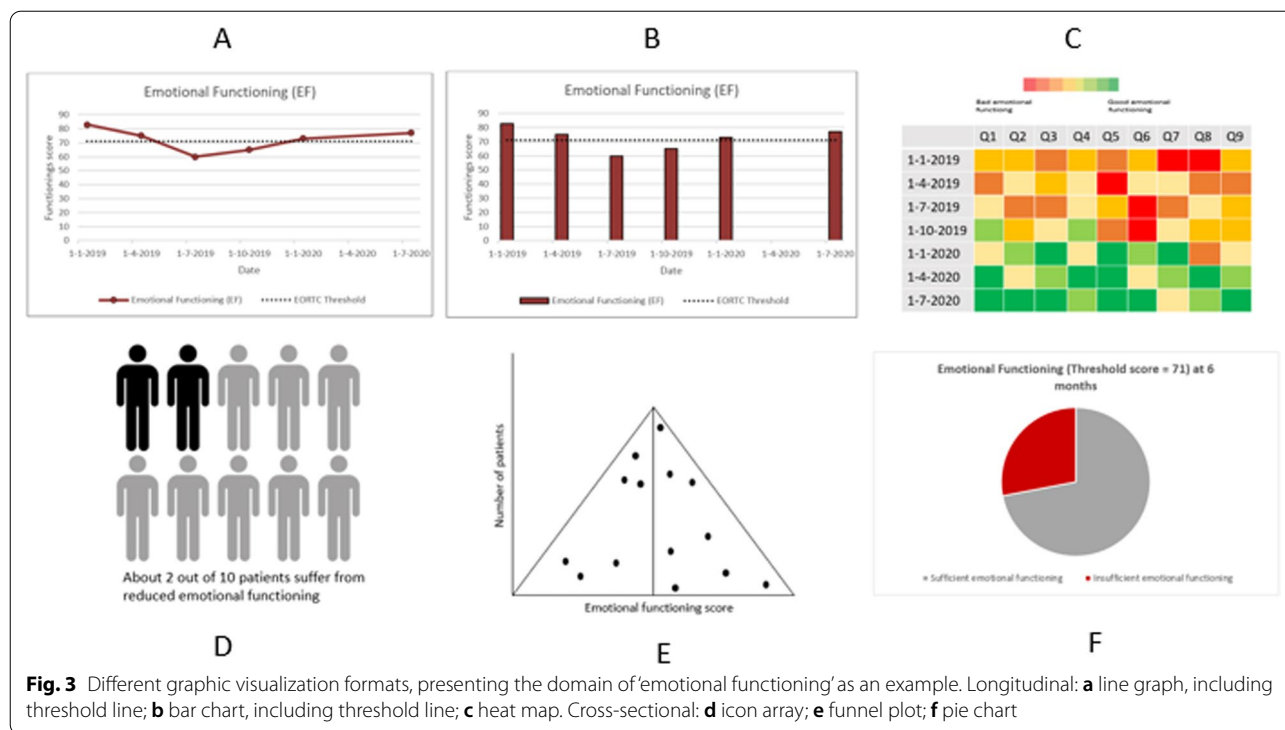 A
B
C
Emotional Functioning (EF)
Functionings score
90
80
70
60
50
40
30
20
10
0
1-1-2019 1-4-2019 1-7-2019 1-10-2019 1-1-2020 1-4-2020 1-7-2020
Date
Emotional Functioning (EF) EORTC Threshold
Emotional Functioning (EF)
Functionings score
90
80
70
60
50
40
30
20
10
0
1-1-2019 1-4-2019 1-7-2019 1-10-2019 1-1-2020 1-4-2020 1-7-2020
Date
Emotional Functioning (EF) EORTC Threshold
Bad emotional
functiong
Good emotional
functioning
Q1 Q2 Q3 Q4 Q5 Q6 Q7 Q8 Q9
1-1-2019
1-4-2019
1-7-2019
1-10-2019
1-1-2020
1-4-2020
1-7-2020
About 2 out of 10 patients suffer from
reduced emotional functioning
D
Number of patients
Emotional functioning score
E
Emotional Functioning (Threshold score = 71) at 6
months
Sufficient emotional functioning Insufficient emotional functioning
F
Fig. 3 Different graphic visualization formats, presenting the domain of ‘emotional functioning’ as an example. Longitudinal: a line graph, including
threshold line; b bar chart, including threshold line; c heat map. Cross-sectional: d icon array; e funnel plot; f pie chart